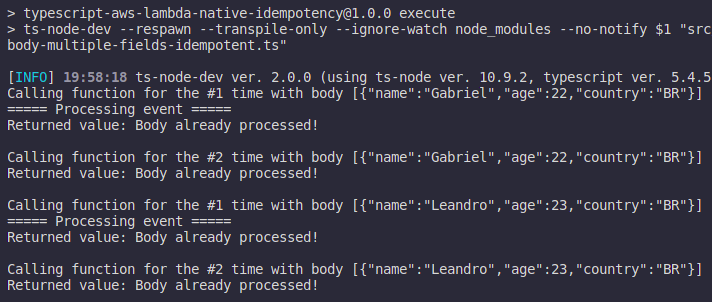 > typescript-aws-lambda-native-idempotency@1.0.0 execute
> ts-node-dev --respawn --transpile-only --ignore-watch node_modules --no-notify $1 "src
body-multiple-fields-idempotent.ts"
[INFO] 19:58:18 ts-node-dev ver. 2.0.0 (using ts-node ver. 10.9.2, typescript ver. 5.4.5
Calling function for the #1 time with body [{"name":"Gabriel","age":22,"country":"BR"}]
===== Processing event =====
Returned value: Body already processed!
Calling function for the #2 time with body [{"name":"Gabriel","age":22,"country":"BR"}]
Returned value: Body already processed!
Calling function for the #1 time with body [{"name":"Leandro","age":23,"country":"BR"}]
===== Processing event =====
Returned value: Body already processed!
Calling function for the #2 time with body [{"name":"Leandro","age":23,"country":"BR"}]
Returned value: Body already processed!